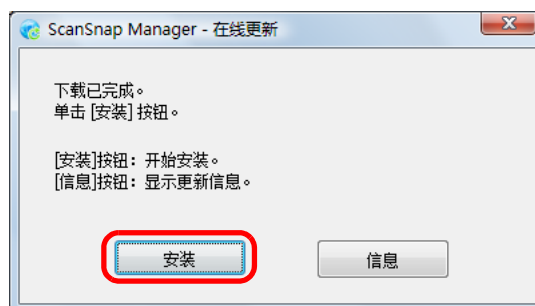 ScanSnap Manager - 在线更新
下载已完成。
单击 [安装] 按钮。
[安装]按钮：开始安装。
[信息]按钮：显示更新信息。
安装
信息